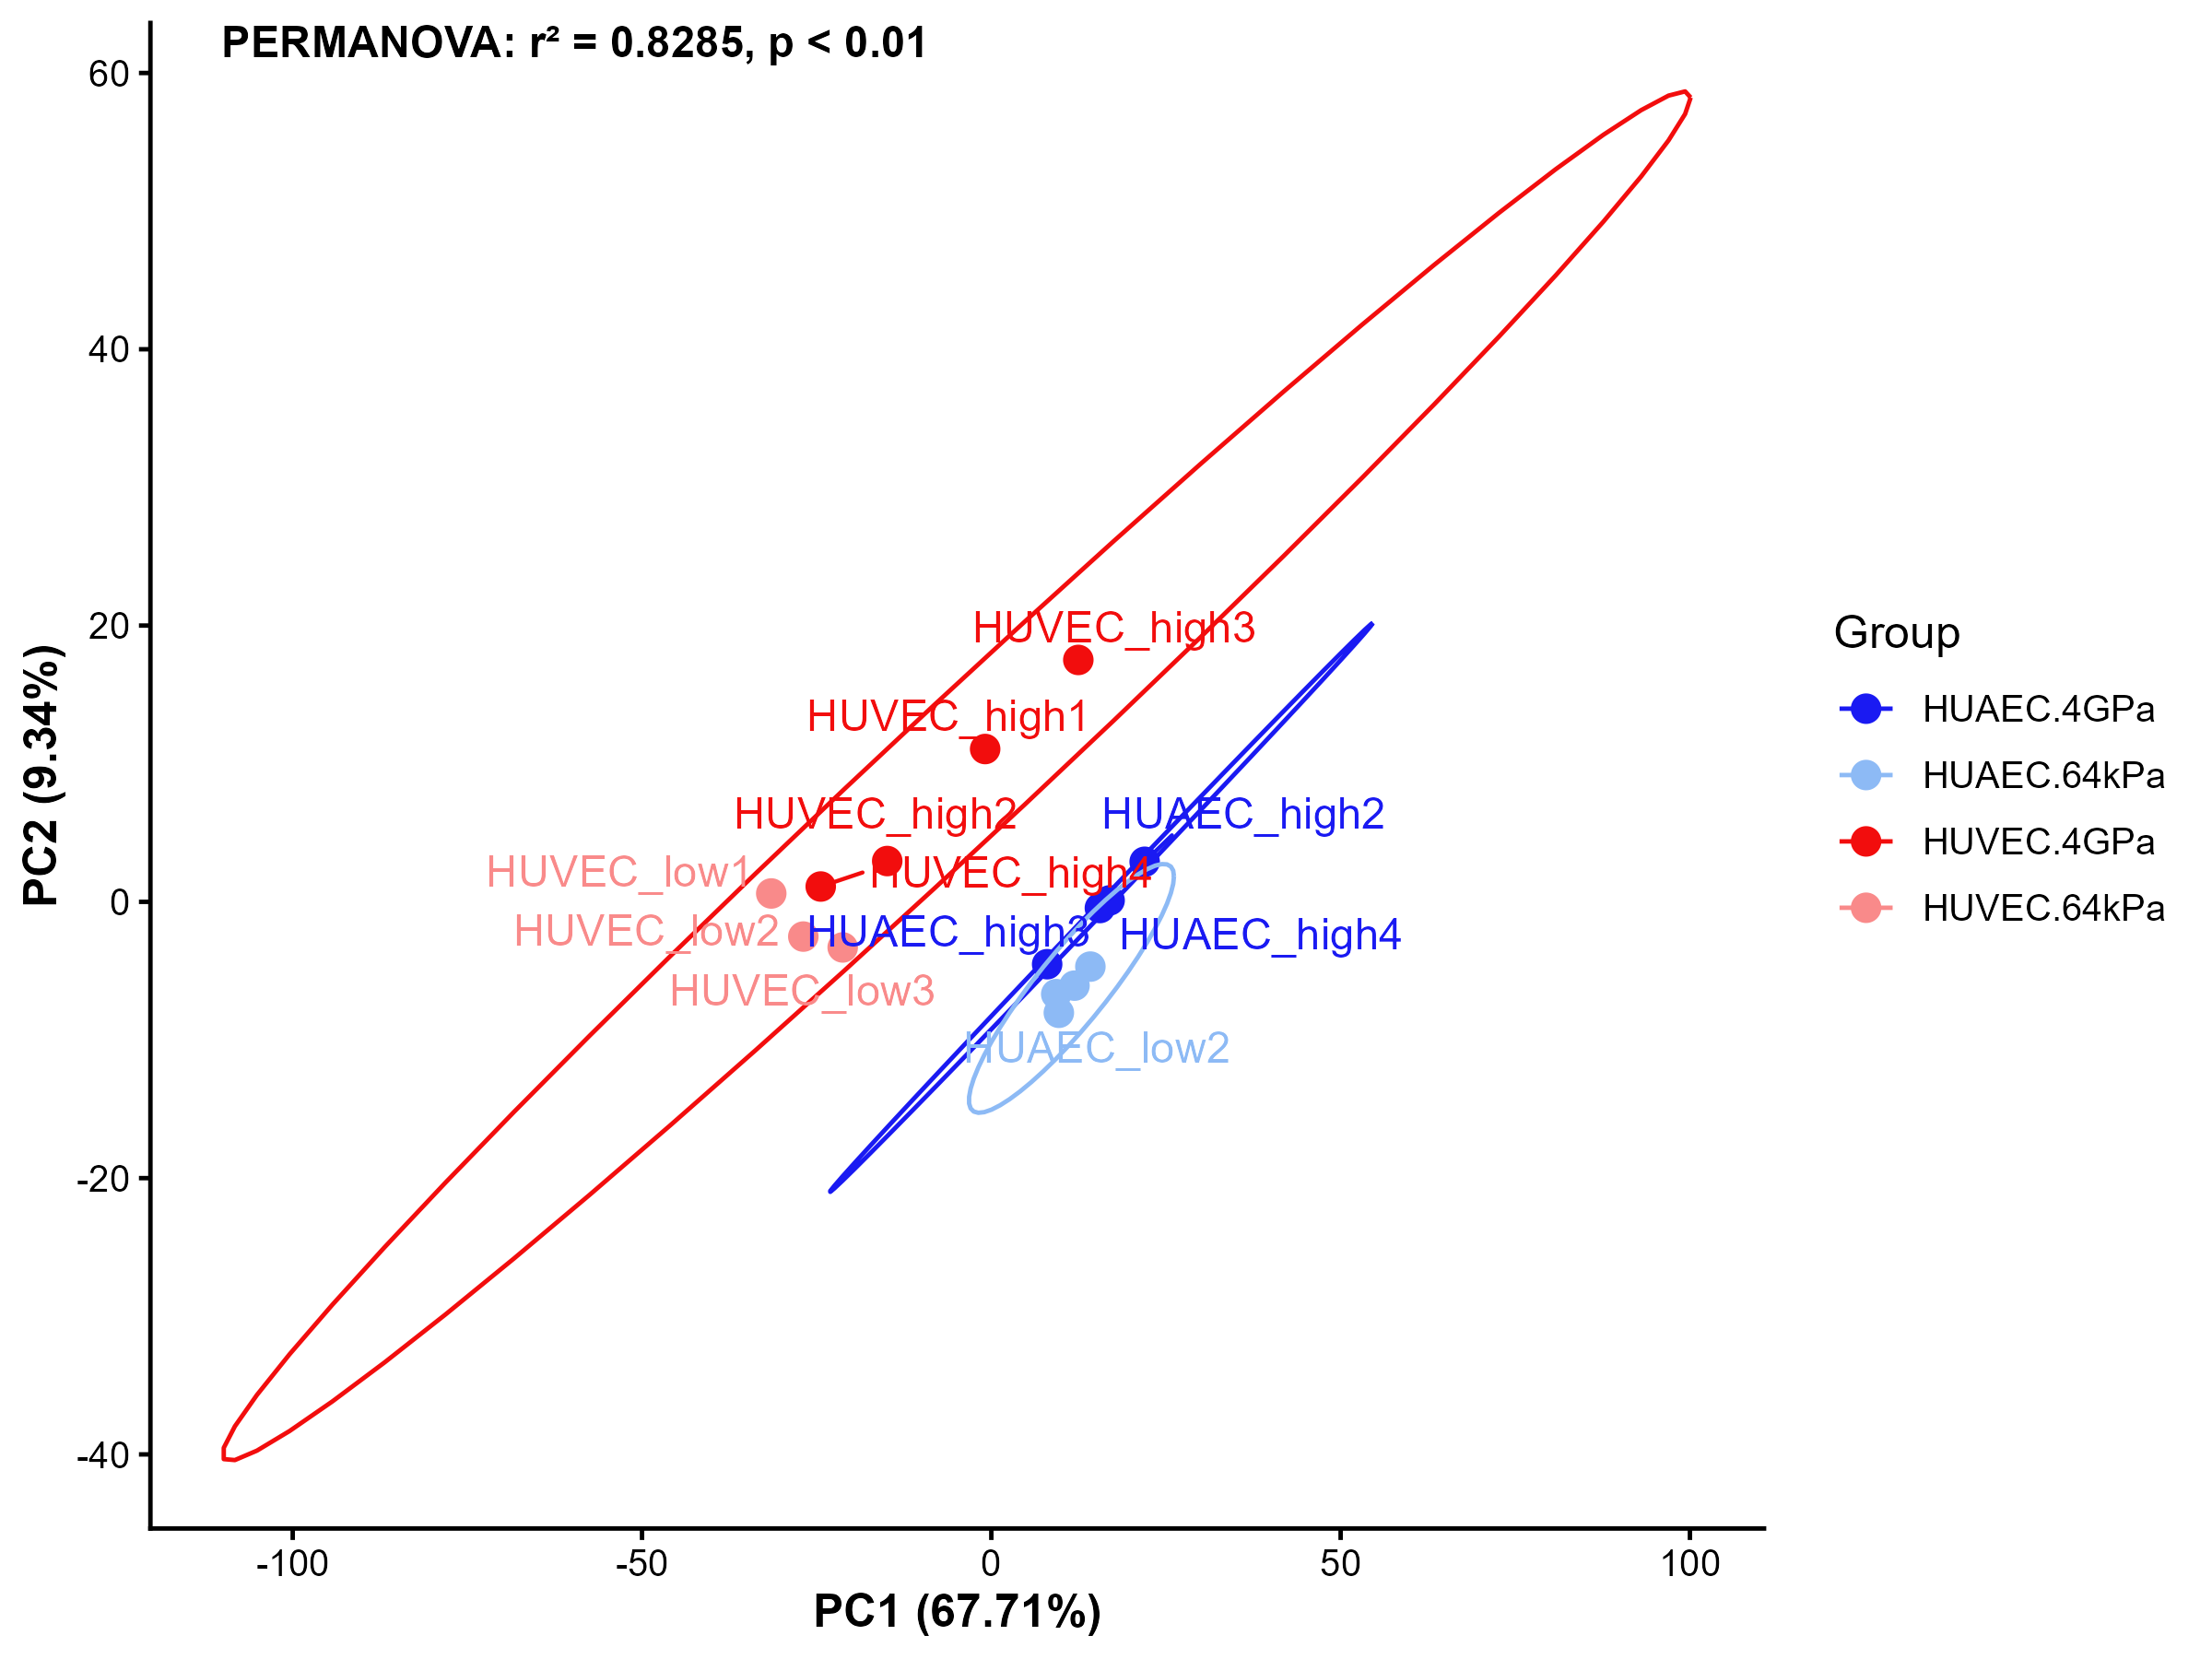 PERMANOVA: r² = 0.8285, p < 0.01
60
40
20
0
-20
-40
PC2 (9.34%)
HUVEC_high3
HUVEC_high1
HUVEC_high2
HUAEC_high2
HUVEC_low1
HUVEC_high4
HUVEC_low2
HUAEC_high3
HUAEC_high4
HUVEC_low3
HUAEC_low2
-100
-50
0
50
100
PC1 (67.71%)
Group
HUAEC.4GPa
HUAEC.64kPa
HUVEC.4GPa
HUVEC.64kPa